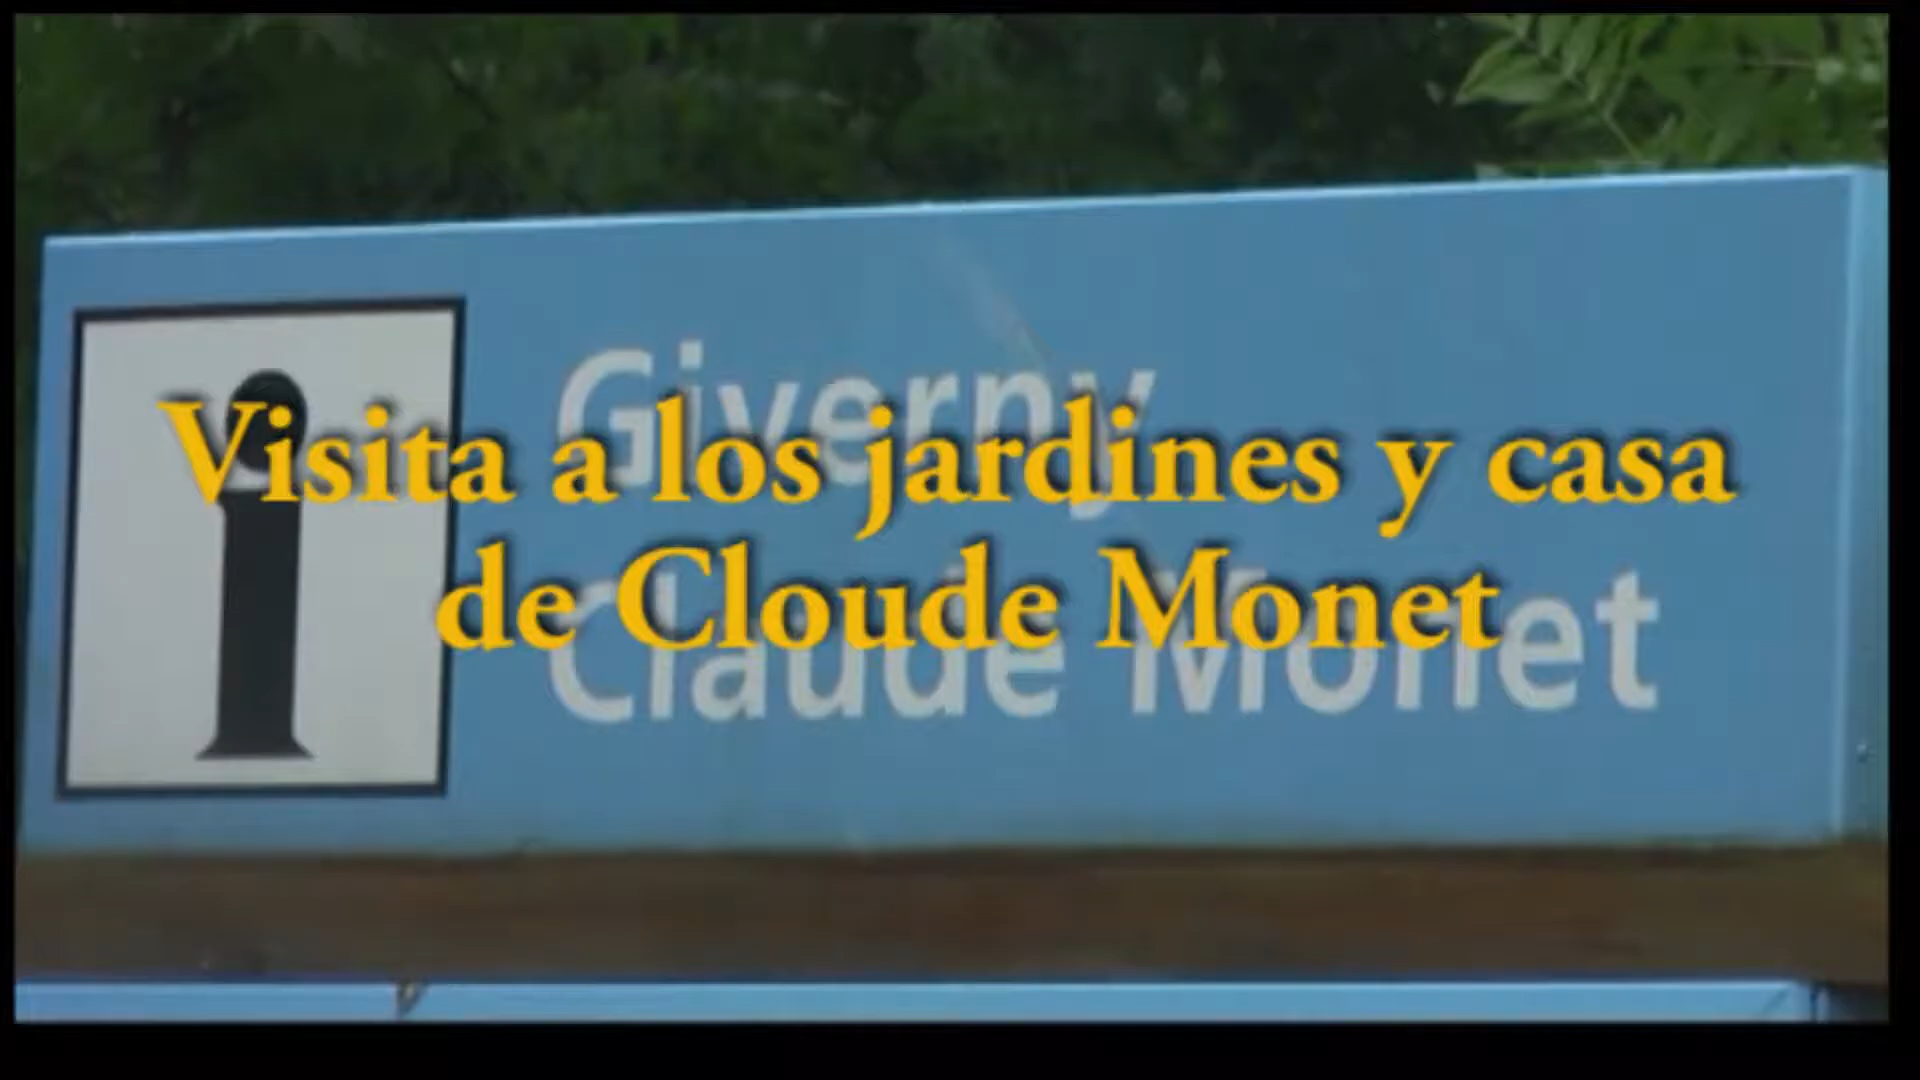 i
Giverny
Claude Monet
Visita a los jardines y casa
de Cloude Monet